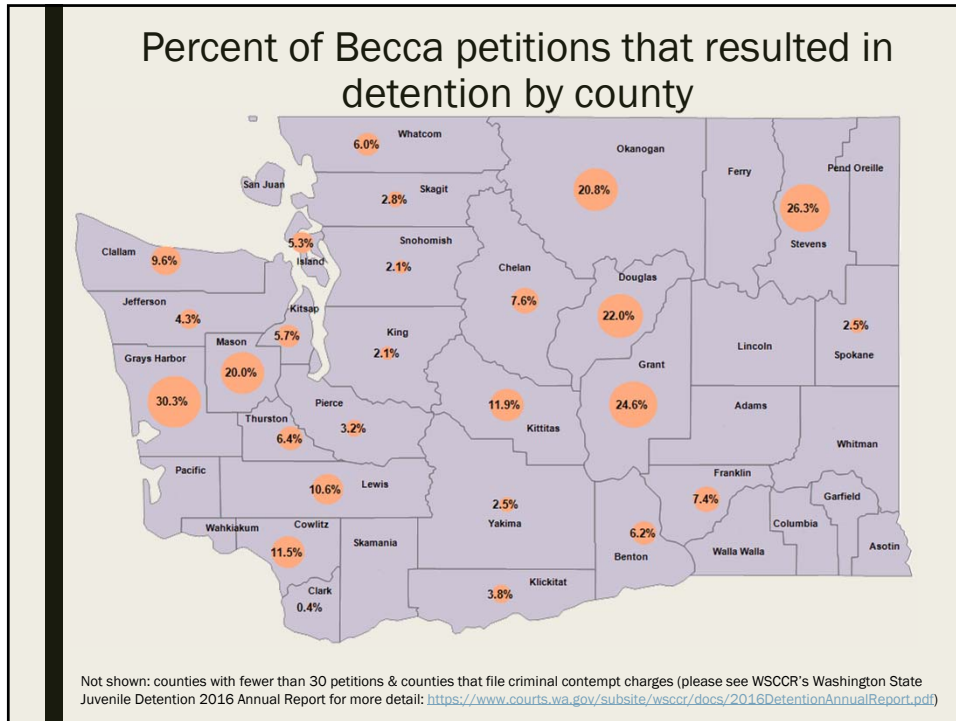 Percent of Becca petitions that resulted in
detention by county
Whatcom
6.0%
Okanogan
20.8%
Ferry
Pend Oreille
San Juan
Skagit
2.8%
26.3%
Stevens
Clallam
9.6%
5.3%
Island
Snohomish
2.1%
Chelan
7.6%
Douglas
22.0%
Jefferson
4.3%
Kitsap
5.7%
King
2.1%
Lincoln
2.5%
Spokane
Mason
20.0%
Grays Harbor
30.3%
Grant
24.6%
Pierce
3.2%
11.9%
Kittitas
Adams
Thurston
6.4%
Whitman
Pacific
Lewis
10.6%
2.5%
Yakima
Franklin
7.4%
Garfield
Wahkiakum
Cowlitz
11.5%
Skamania
6.2%
Benton
Walla Walla
Columbia
Asotin
Clark
0.4%
Klickitat
3.8%
Not shown: counties with fewer than 30 petitions & counties that file criminal contempt charges (please see WSCCR's Washington State
Juvenile Detention 2016 Annual Report for more detail: https://www.courts.wa.gov/subsite/wsccr/docs/2016DetentionAnnualReport.pdf)